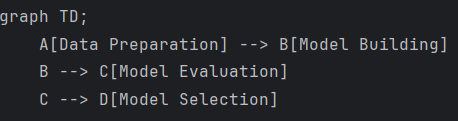 graph TD;
A[Data Preparation] --> B[Model Building]
B --> C[Model Evaluation]
C --> D[Model Selection]